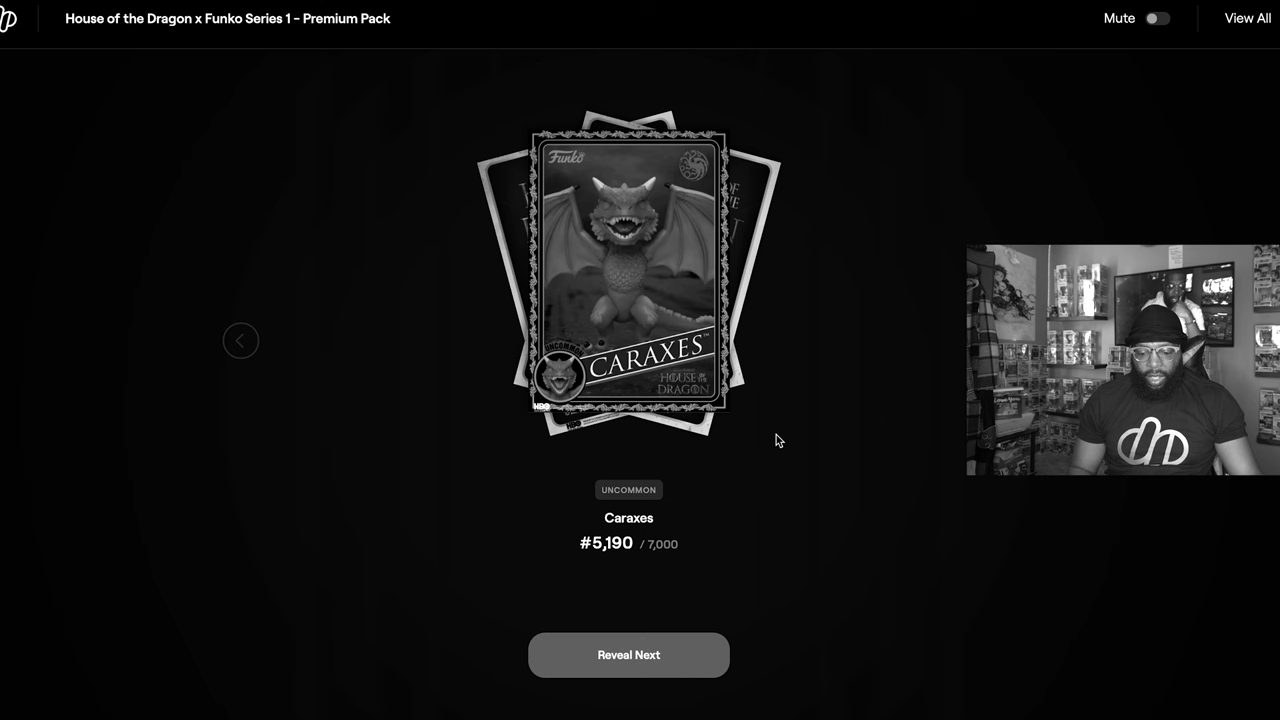 House of the Dragon x Funko Series 1 - Premium Pack
Mute
View All
Funko
UNCOMMON
CARAXES™
HOUSE OF THE
DRAGON
HBO
UNCOMMON
Caraxes
#5,190 / 7,000
Reveal Next